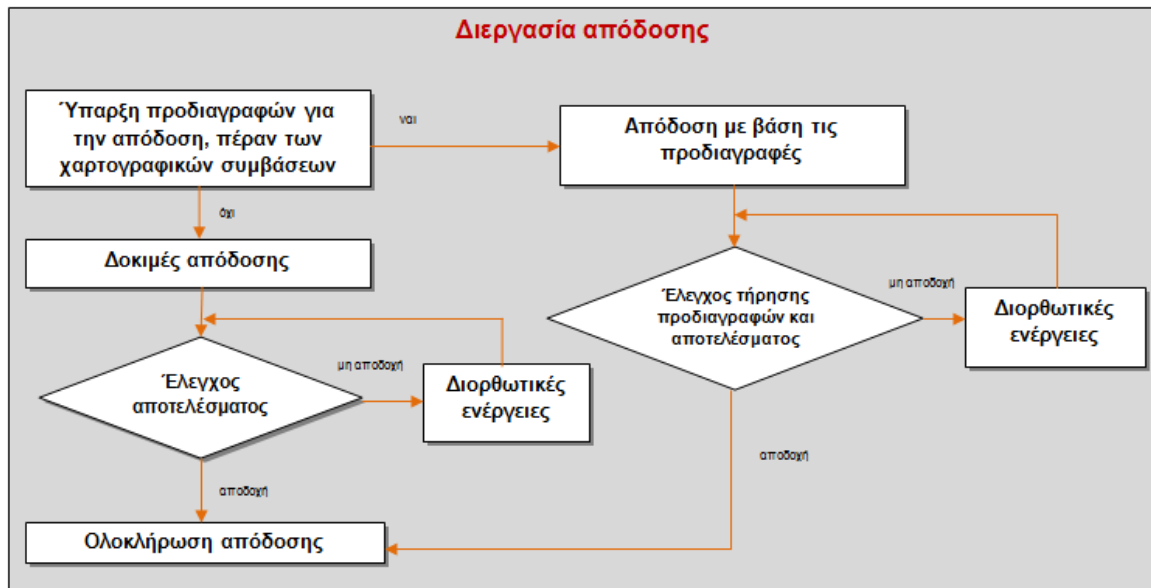 Διεργασία απόδοσης
Ύπαρξη προδιαγραφών για
την απόδοση, πέραν των
χαρτογραφικών συμβάσεων
ναι
Απόδοση με βάση τις
προδιαγραφές
όχι
Δοκιμές απόδοσης
Έλεγχος τήρησης
προδιαγραφών και
αποτελέσματος
μη αποδοχή
Διορθωτικές
ενέργειες
Έλεγχος
αποτελέσματος
μη αποδοχή
Διορθωτικές
ενέργειες
αποδοχή
αποδοχή
Ολοκλήρωση απόδοσης